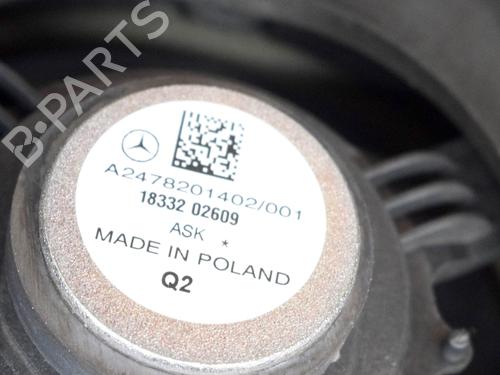 B-PARTS
A2478201402/001
18332 02609
ASK *
MADE IN POLAND
Q2